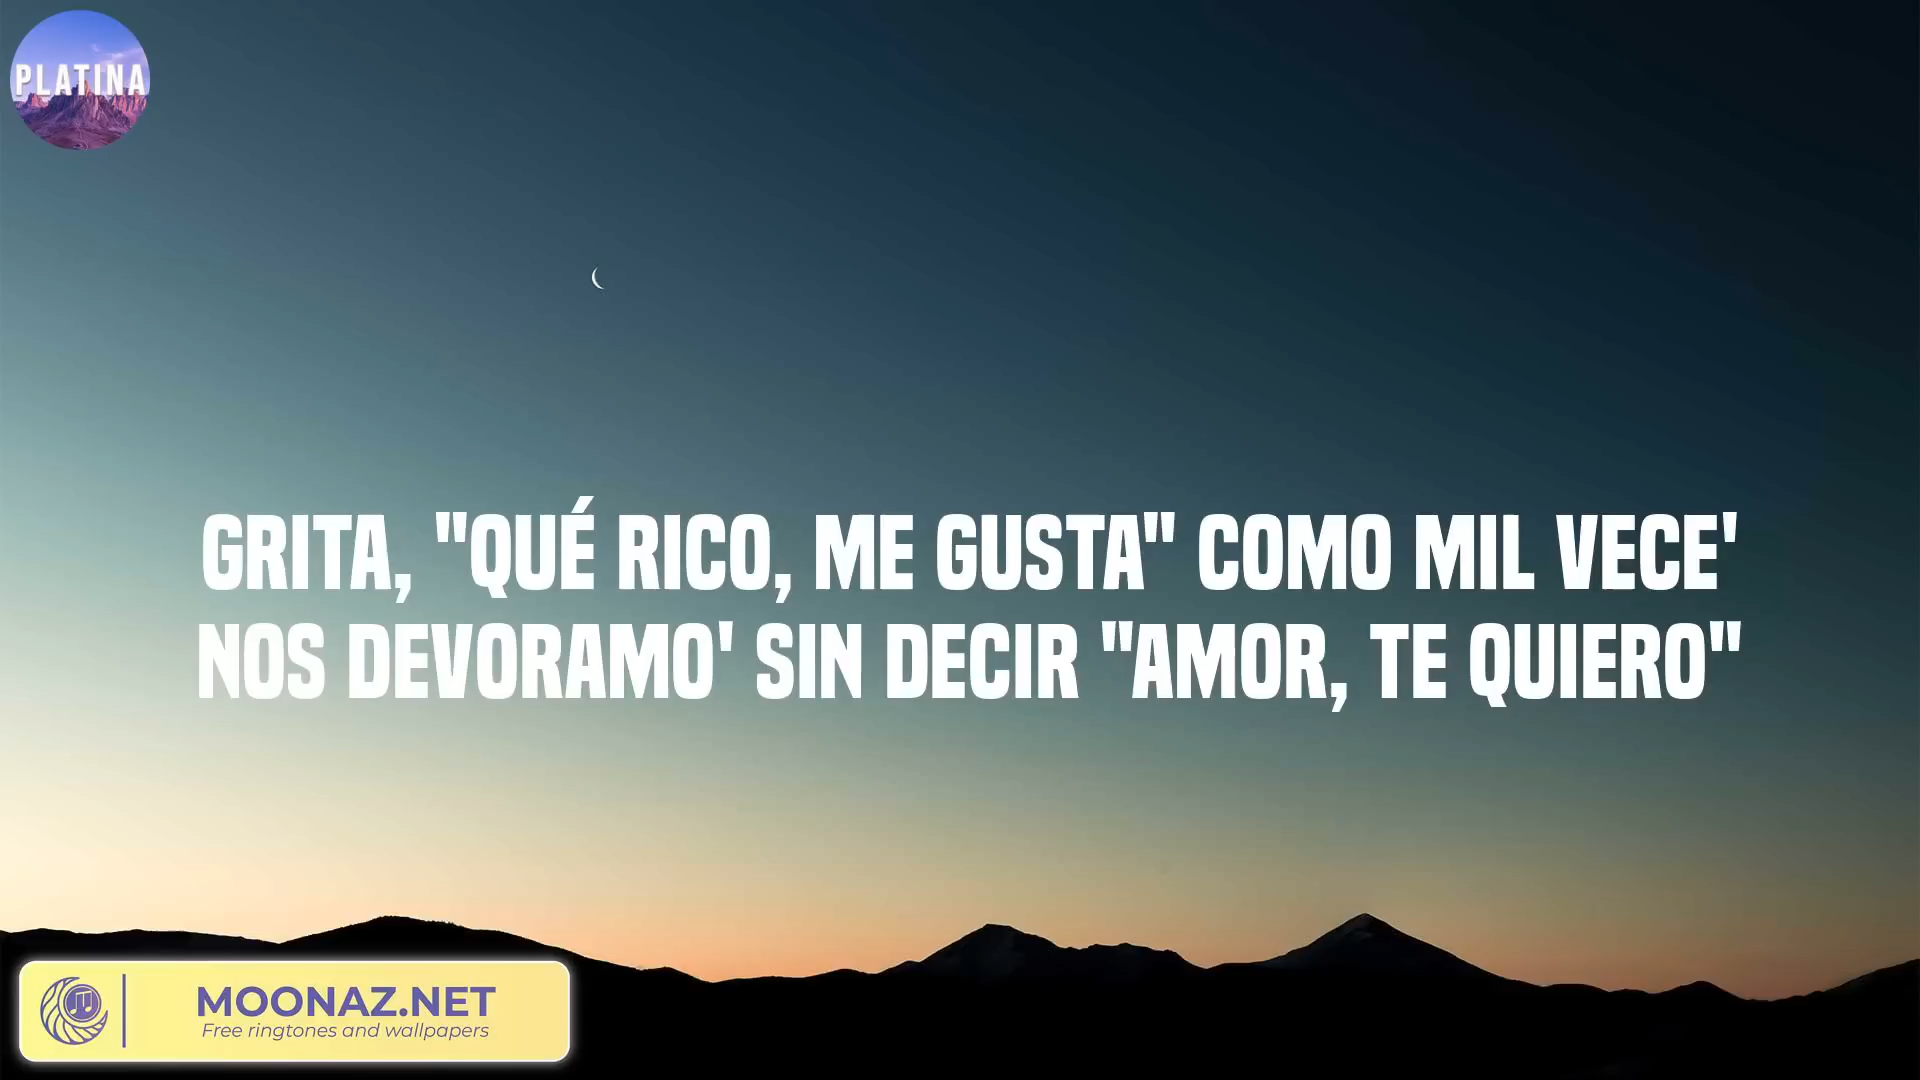 PLATINA
GRITA, "QUÉ RICO, ME GUSTA" COMO MIL VECE'
NOS DEVORAMO' SIN DECIR "AMOR, TE QUIERO"
MOONAZ.NET
Free ringtones and wallpapers